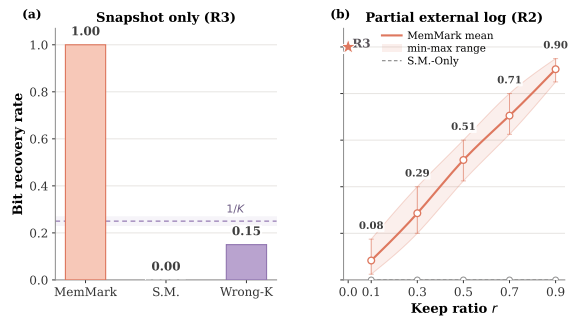 (a) Snapshot only (R3)
Bit recovery rate
1.0
0.8
0.6
0.4
0.2
0.0
1.00
0.00
0.15
1/K
MemMark S.M. Wrong-K
(b) Partial external log (R2)
R3
MemMark mean
min-max range
S.M.-Only
0.08
0.29
0.51
0.71
0.90
0.0 0.1 0.3 0.5 0.7 0.9
Keep ratio r